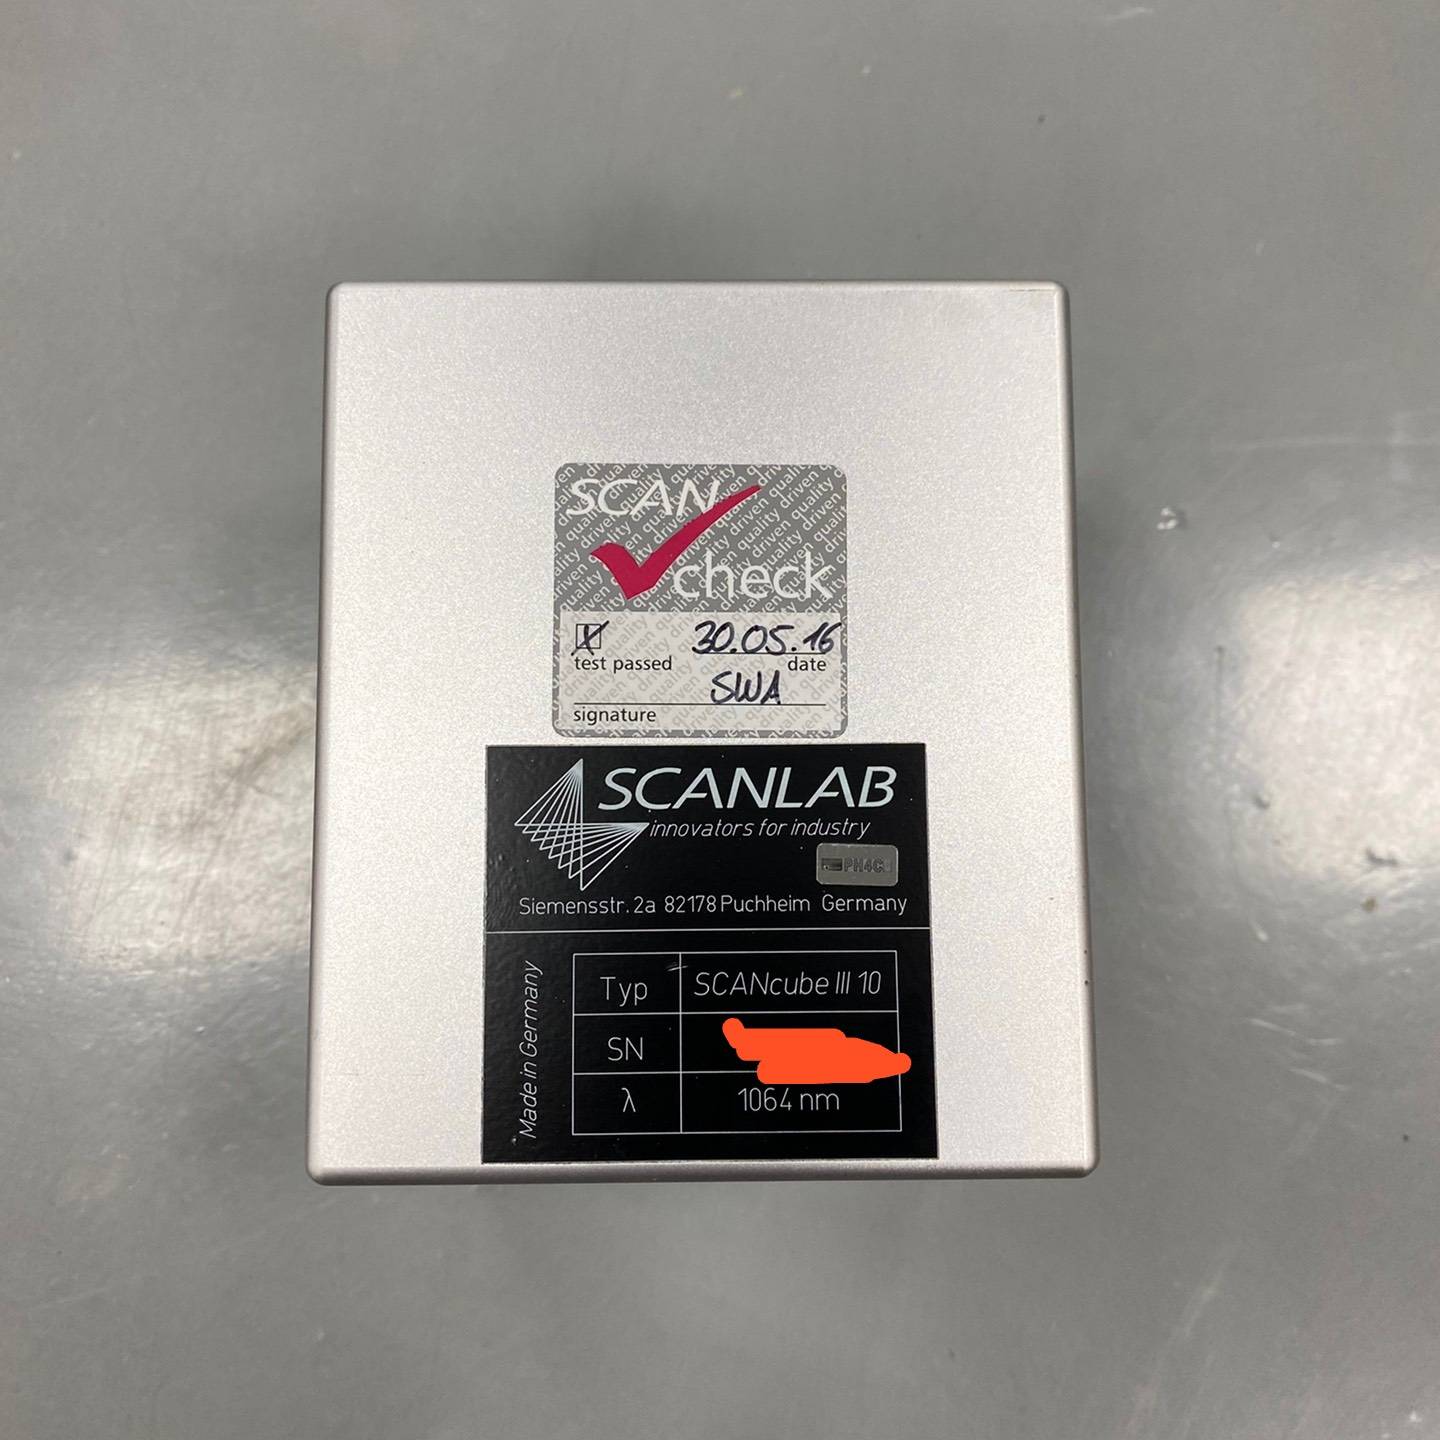 SCAN
check
30.05.16
test passed date
SWA
signature
SCANLAB
innovators for industry
PH4C
Siemensstr. 2a 82178 Puchheim Germany
Made in Germany
Typ SCANcube III 10
SN
λ 1064 nm